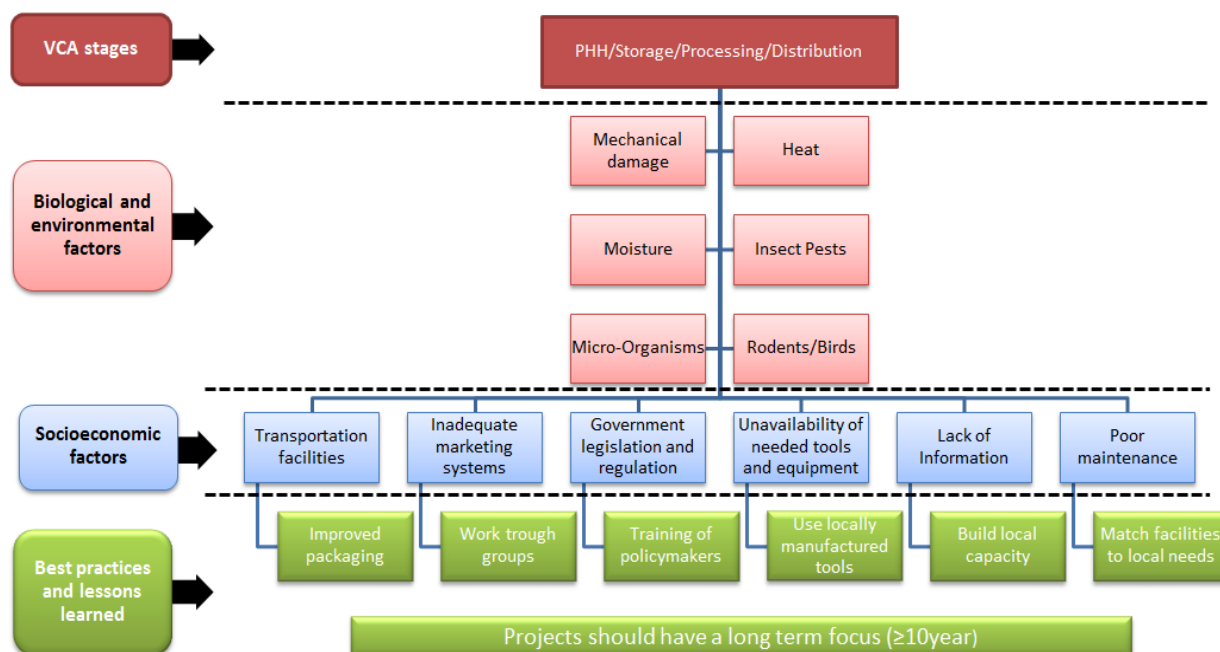 VCA stages
PHH/Storage/Processing/Distribution
Biological and
environmental
factors
Mechanical
damage
Heat
Moisture
Insect Pests
Micro-Organisms
Rodents/Birds
Socioeconomic
factors
Transportation
facilities
Inadequate
marketing
systems
Government
legislation and
regulation
Unavailability of
needed tools
and equipment
Lack of
Information
Poor
maintenance
Best practices
and lessons
learned
Improved
packaging
Work trough
groups
Training of
policymakers
Use locally
manufactured
tools
Build local
capacity
Match facilities
to local needs
Projects should have a long term focus (≥10year)